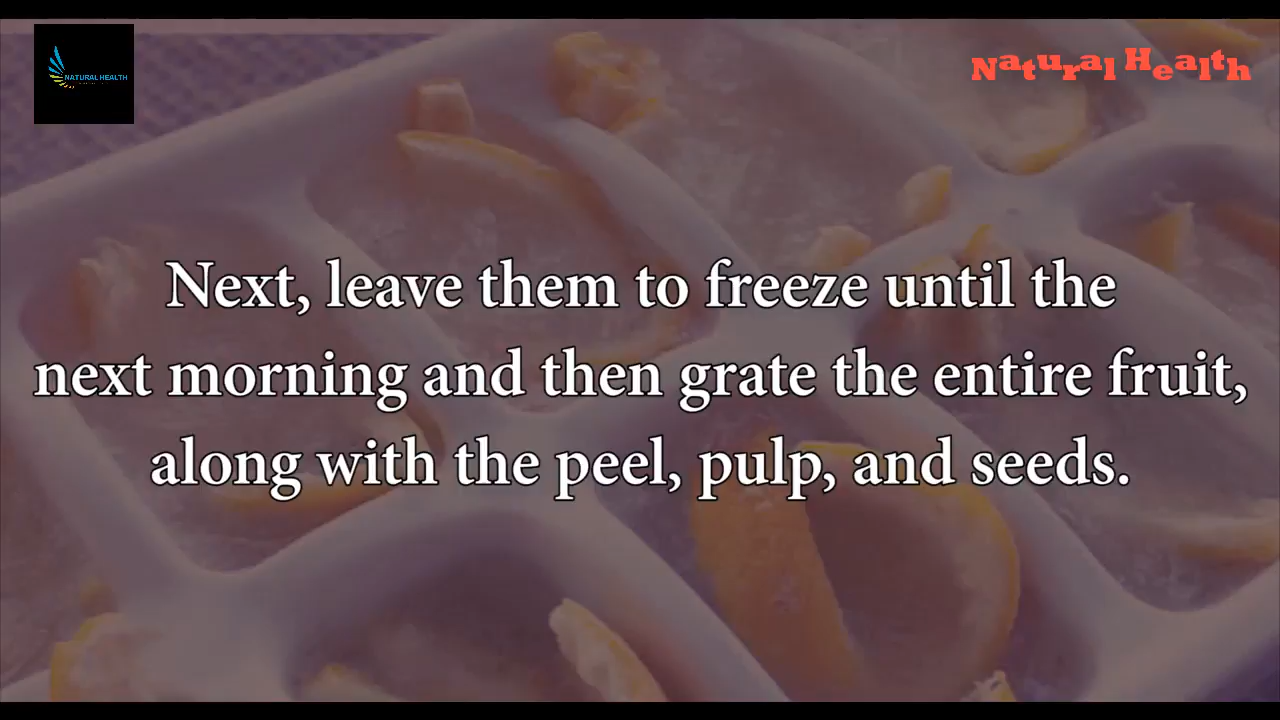 NATURAL HEALTH
Natural Health
Next, leave them to freeze until the
next morning and then grate the entire fruit,
along with the peel, pulp, and seeds.